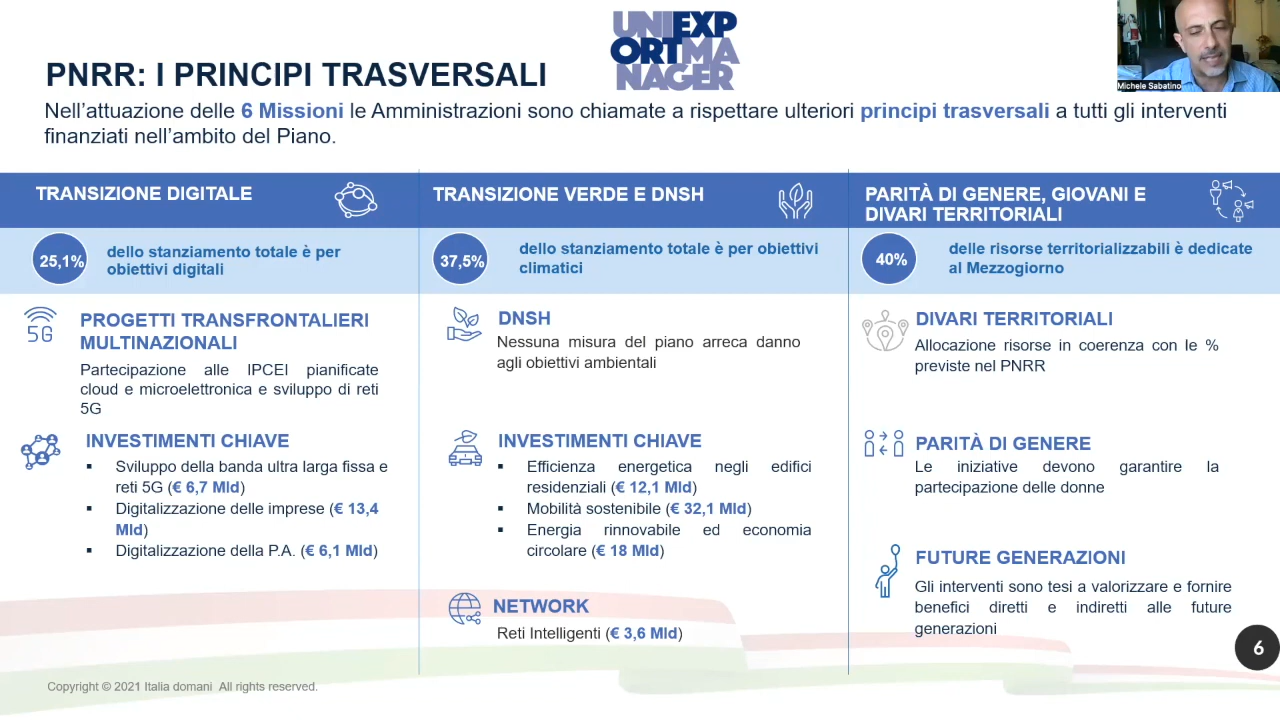 UNIEXP
ORTMA
NAGER
Michele Sabatino
PNRR: I PRINCIPI TRASVERSALI
Nell'attuazione delle 6 Missioni le Amministrazioni sono chiamate a rispettare ulteriori principi trasversali a tutti gli interventi
finanziati nell'ambito del Piano.
TRANSIZIONE DIGITALE
25,1%
dello stanziamento totale è per
obiettivi digitali
5G
PROGETTI TRANSFRONTALIERI
MULTINAZIONALI
Partecipazione alle IPCEI pianificate
cloud e microelettronica e sviluppo di reti
5G
INVESTIMENTI CHIAVE
▪ Sviluppo della banda ultra larga fissa e
reti 5G (€ 6,7 Mld)
▪ Digitalizzazione delle imprese (€ 13,4
Mld)
▪ Digitalizzazione della P.A. (€ 6,1 Mld)
TRANSIZIONE VERDE E DNSH
37,5%
dello stanziamento totale è per obiettivi
climatici
DNSH
Nessuna misura del piano arreca danno
agli obiettivi ambientali
INVESTIMENTI CHIAVE
▪ Efficienza energetica negli edifici
residenziali (€ 12,1 Mld)
▪ Mobilità sostenibile (€ 32,1 Mld)
▪ Energia rinnovabile ed economia
circolare (€ 18 Mld)
NETWORK
Reti Intelligenti (€ 3,6 Mld)
PARITÀ DI GENERE, GIOVANI E
DIVARI TERRITORIALI
40%
delle risorse territorializzabili è dedicate
al Mezzogiorno
DIVARI TERRITORIALI
Allocazione risorse in coerenza con le %
previste nel PNRR
PARITÀ DI GENERE
Le iniziative devono garantire la
partecipazione delle donne
FUTURE GENERAZIONI
Gli interventi sono tesi a valorizzare e fornire
benefici diretti e indiretti alle future
generazioni
6
Copyright © 2021 Italia domani All rights reserved.